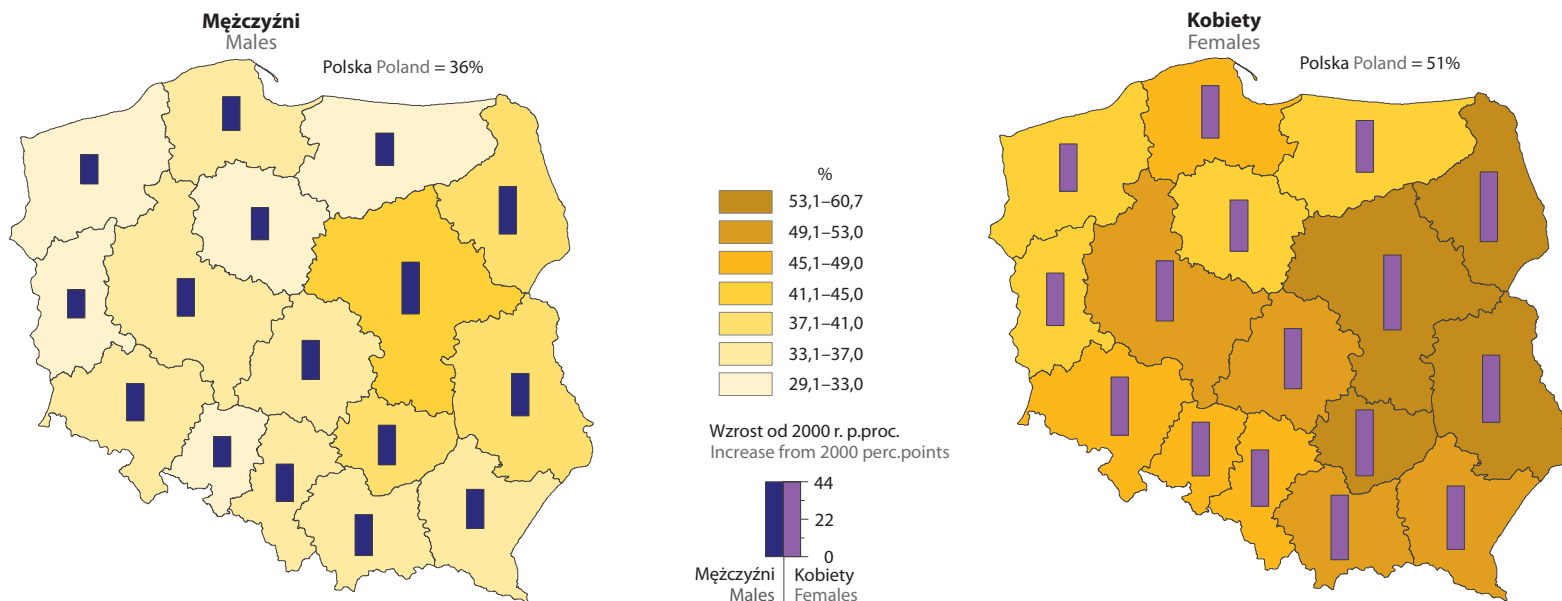 Mężczyźni
Males
Polska Poland = 36%
Kobiety
Females
Polska Poland = 51%
%
53,1–60,7
49,1–53,0
45,1–49,0
41,1–45,0
37,1–41,0
33,1–37,0
29,1–33,0
Wzrost od 2000 r. p.proc.
Increase from 2000 perc.points
44
22
0
Mężczyźni Kobiety
Males Females